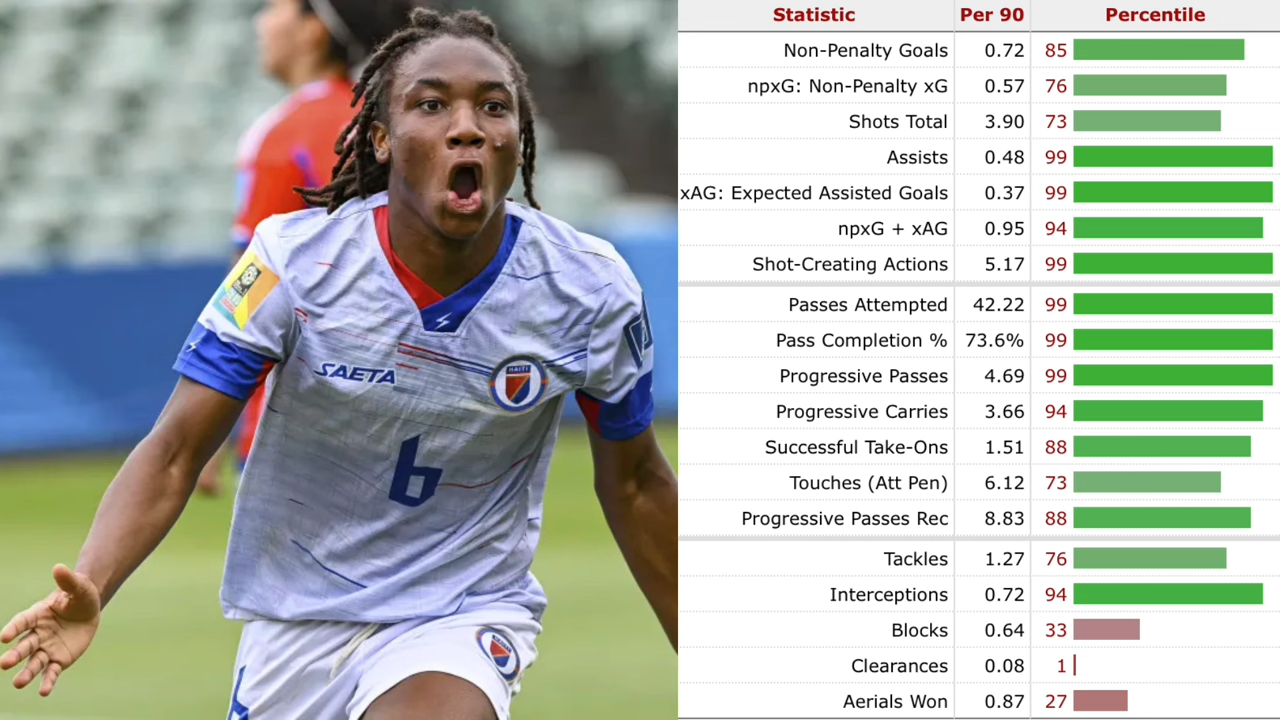 SAETA
HAITI
6
Statistic Per 90 Percentile
Non-Penalty Goals 0.72 85
npxG: Non-Penalty xG 0.57 76
Shots Total 3.90 73
Assists 0.48 99
xAG: Expected Assisted Goals 0.37 99
npxG + xAG 0.95 94
Shot-Creating Actions 5.17 99
Passes Attempted 42.22 99
Pass Completion % 73.6% 99
Progressive Passes 4.69 99
Progressive Carries 3.66 94
Successful Take-Ons 1.51 88
Touches (Att Pen) 6.12 73
Progressive Passes Rec 8.83 88
Tackles 1.27 76
Interceptions 0.72 94
Blocks 0.64 33
Clearances 0.08 1
Aerials Won 0.87 27